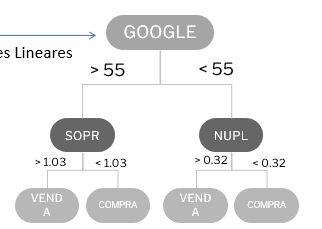 GOOGLE
es Lineares
> 55
< 55
SOPR
NUPL
> 1.03
< 1.03
> 0.32
< 0.32
VEND
A
COMPRA
VEND
A
COMPRA